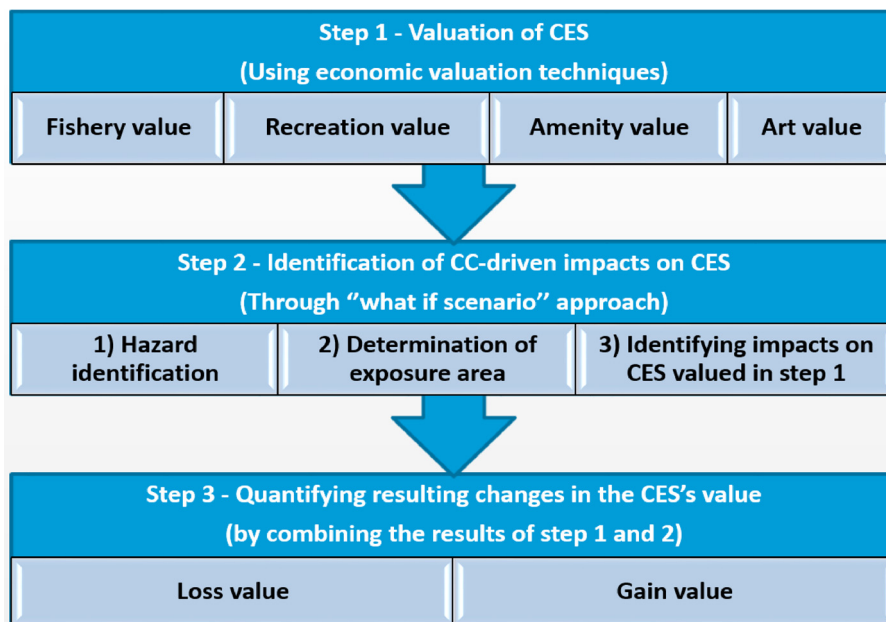 Step 1 - Valuation of CES
(Using economic valuation techniques)
Fishery value
Recreation value
Amenity value
Art value
Step 2 - Identification of CC-driven impacts on CES
(Through ‘’what if scenario’’ approach)
1) Hazard
identification
2) Determination of
exposure area
3) Identifying impacts on
CES valued in step 1
Step 3 - Quantifying resulting changes in the CES’s value
(by combining the results of step 1 and 2)
Loss value
Gain value